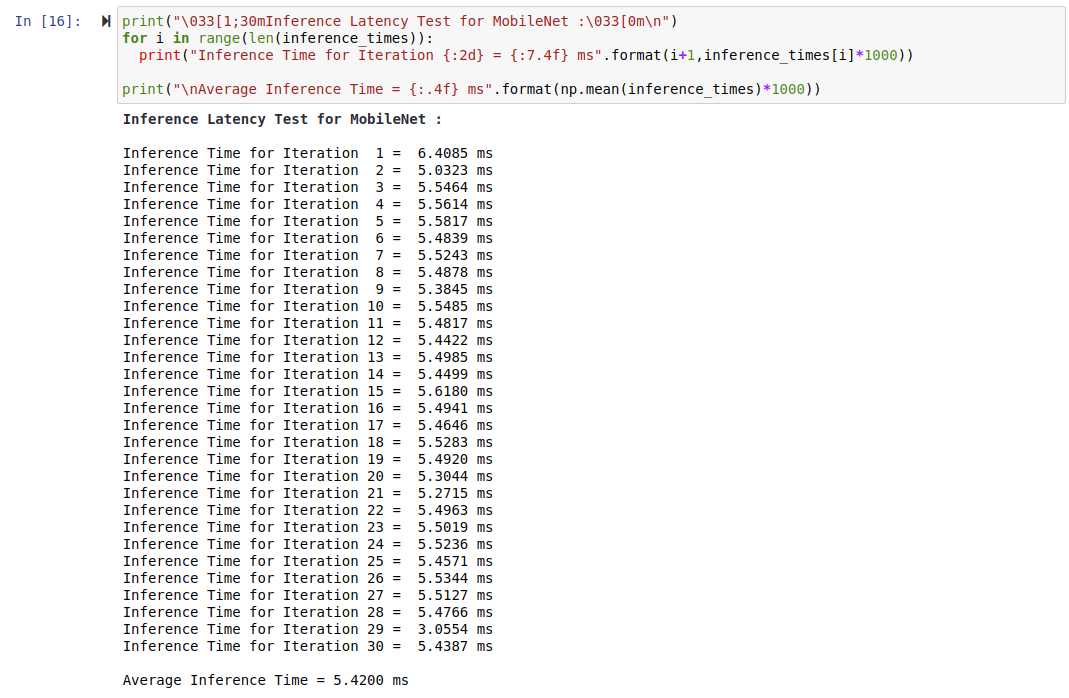 In [16]: print("\033[1;30mInference Latency Test for MobileNet :\033[0m\n")
for i in range(len(inference_times)):
  print("Inference Time for Iteration {:2d} = {:7.4f} ms".format(i+1,inference_times[i]*1000))

print("\nAverage Inference Time = {:.4f} ms".format(np.mean(inference_times)*1000))
Inference Latency Test for MobileNet :

Inference Time for Iteration  1 =  6.4085 ms
Inference Time for Iteration  2 =  5.0323 ms
Inference Time for Iteration  3 =  5.5464 ms
Inference Time for Iteration  4 =  5.5614 ms
Inference Time for Iteration  5 =  5.5817 ms
Inference Time for Iteration  6 =  5.4839 ms
Inference Time for Iteration  7 =  5.5243 ms
Inference Time for Iteration  8 =  5.4878 ms
Inference Time for Iteration  9 =  5.3845 ms
Inference Time for Iteration 10 =  5.5485 ms
Inference Time for Iteration 11 =  5.4817 ms
Inference Time for Iteration 12 =  5.4422 ms
Inference Time for Iteration 13 =  5.4985 ms
Inference Time for Iteration 14 =  5.4499 ms
Inference Time for Iteration 15 =  5.6180 ms
Inference Time for Iteration 16 =  5.4941 ms
Inference Time for Iteration 17 =  5.4646 ms
Inference Time for Iteration 18 =  5.5283 ms
Inference Time for Iteration 19 =  5.4920 ms
Inference Time for Iteration 20 =  5.3044 ms
Inference Time for Iteration 21 =  5.2715 ms
Inference Time for Iteration 22 =  5.4963 ms
Inference Time for Iteration 23 =  5.5019 ms
Inference Time for Iteration 24 =  5.5236 ms
Inference Time for Iteration 25 =  5.4571 ms
Inference Time for Iteration 26 =  5.5344 ms
Inference Time for Iteration 27 =  5.5127 ms
Inference Time for Iteration 28 =  5.4766 ms
Inference Time for Iteration 29 =  3.0554 ms
Inference Time for Iteration 30 =  5.4387 ms

Average Inference Time = 5.4200 ms